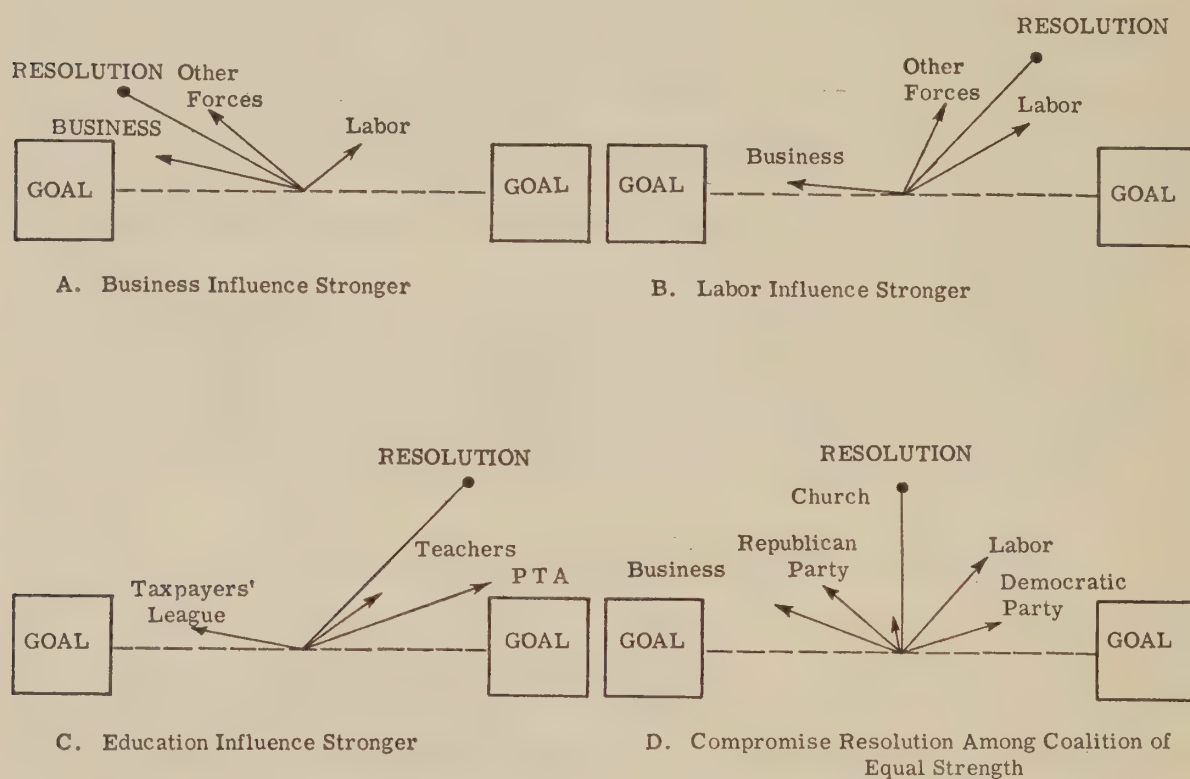 RESOLUTION
Other
Forces
BUSINESS
Labor
GOAL
GOAL
A. Business Influence Stronger
RESOLUTION
Other
Forces
Labor
Business
GOAL
GOAL
B. Labor Influence Stronger
RESOLUTION
Teachers
PTA
Taxpayers'
League
GOAL
GOAL
C. Education Influence Stronger
RESOLUTION
Church
Republican
Party
Business
Labor
Democratic
Party
GOAL
GOAL
D. Compromise Resolution Among Coalition of
Equal Strength